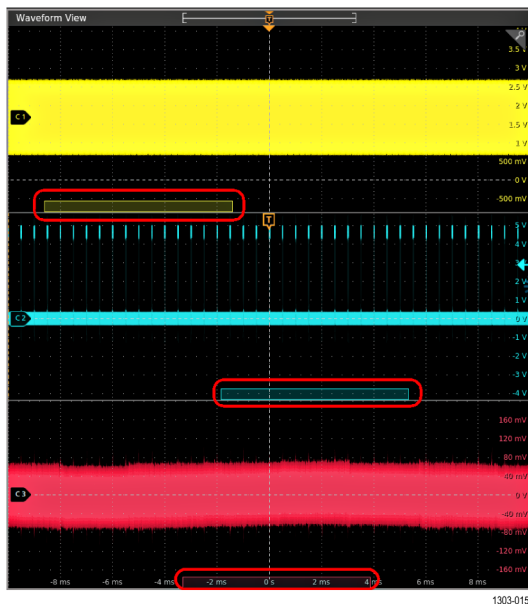 Waveform View
T
3.5 V
3 V
2.5 V
2 V
C 1
1.5 V
1 V
500 mV
0 V
-500 mV
T
5 V
4 V
3 V
2 V
1 V
C 2
0 V
-1 V
-2 V
-3 V
-4 V
160 mV
120 mV
80 mV
40 mV
C 3
0 V
-40 mV
-80 mV
-120 mV
-160 mV
-8 ms -6 ms -4 ms -2 ms 0 s 2 ms 4 ms 6 ms 8 ms
1303-015